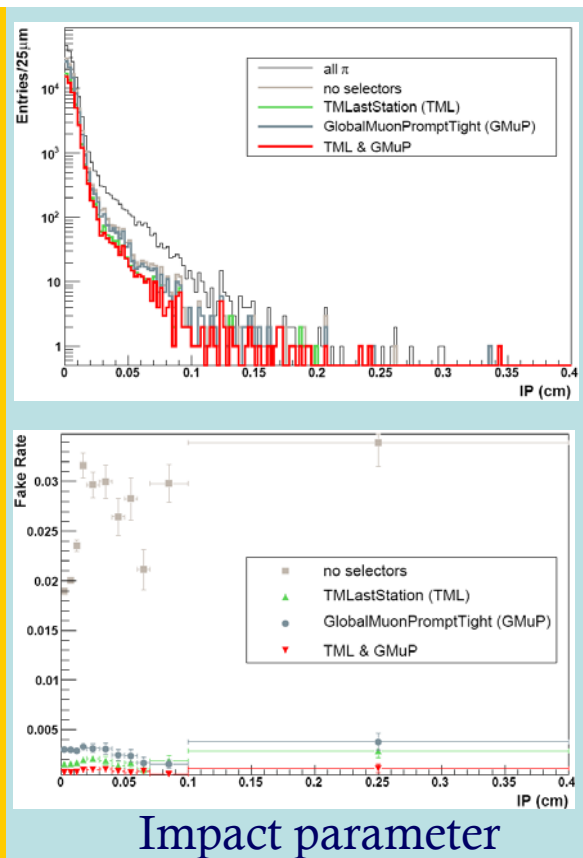 Entries/25μm
10⁴
10³
10²
10
1
all π
no selectors
TMLastStation (TML)
GlobalMuonPromptTight (GMuP)
TML & GMuP
0 0.05 0.1 0.15 0.2 0.25 0.3 0.35 0.4
IP (cm)
Fake Rate
0.03
0.025
0.02
0.015
0.01
0.005
no selectors
TMLastStation (TML)
GlobalMuonPromptTight (GMuP)
TML & GMuP
0 0.05 0.1 0.15 0.2 0.25 0.3 0.35 0.4
IP (cm)
Impact parameter